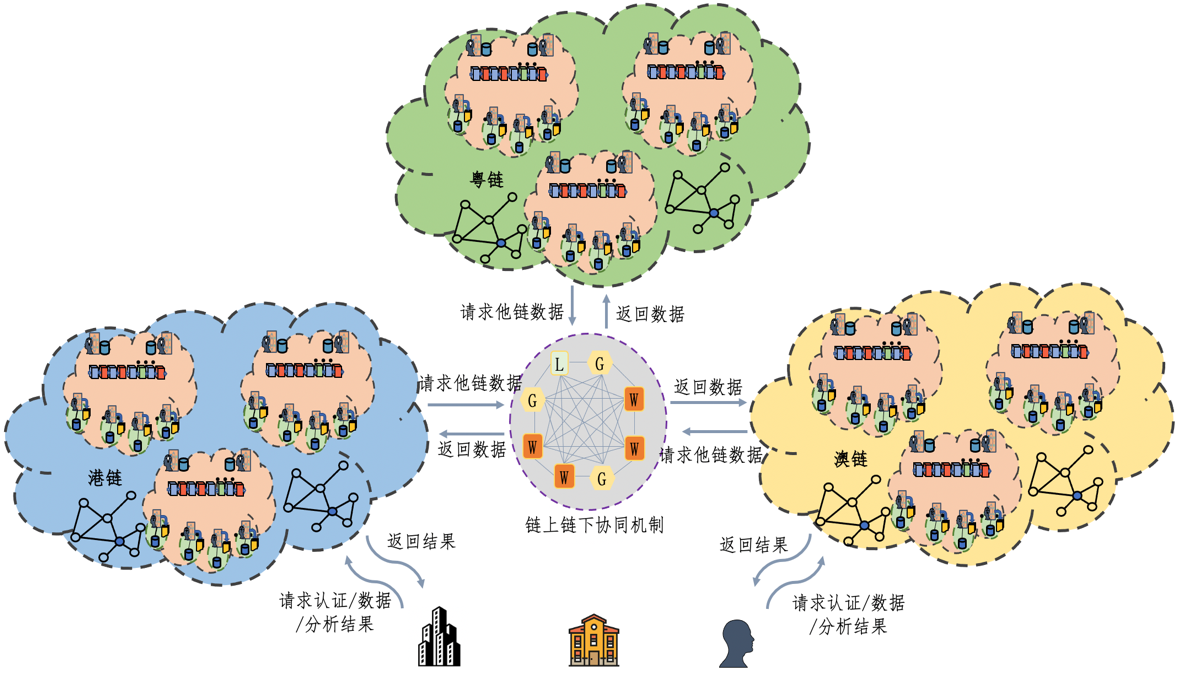 粤链
请求他链数据
返回数据
L
G
G
W
W
W
W
G
请求他链数据
返回数据
返回数据
请求他链数据
港链
澳链
链上链下协同机制
返回结果
请求认证/数据
/分析结果
返回结果
请求认证/数据
/分析结果